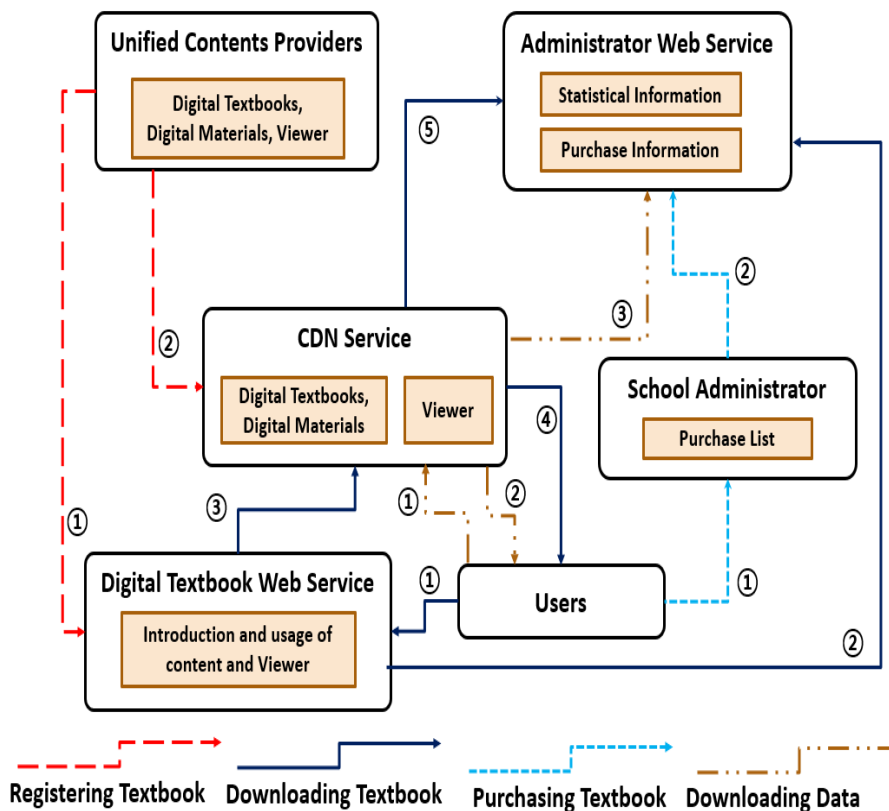 Unified Contents Providers
Digital Textbooks,
Digital Materials, Viewer
Administrator Web Service
Statistical Information
Purchase Information
⑤
②
②
③
CDN Service
Digital Textbooks,
Digital Materials
Viewer
④
School Administrator
Purchase List
①
③
①
②
Digital Textbook Web Service
Introduction and usage of
content and Viewer
①
Users
①
②
Registering Textbook
Downloading Textbook
Purchasing Textbook
Downloading Data